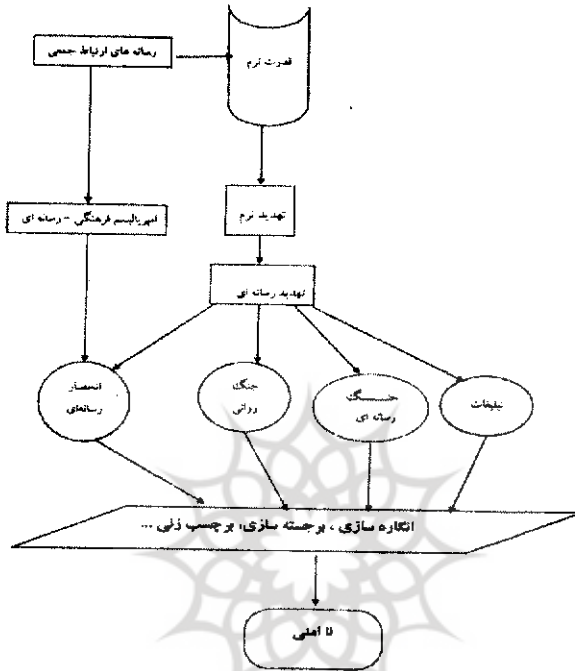 رسانه های ارتباط جمعی
قدرت نرم
امپریالیسم فرهنگی - رسانه ای
تهدید نرم
تهدید رسانه ای
انحصار
رسانه‌ای
جنگ
روانی
جنگ
رسانه ای
تبلیغات
انگاره سازی ، برجسته سازی، برچسب زنی ...
نا امنی